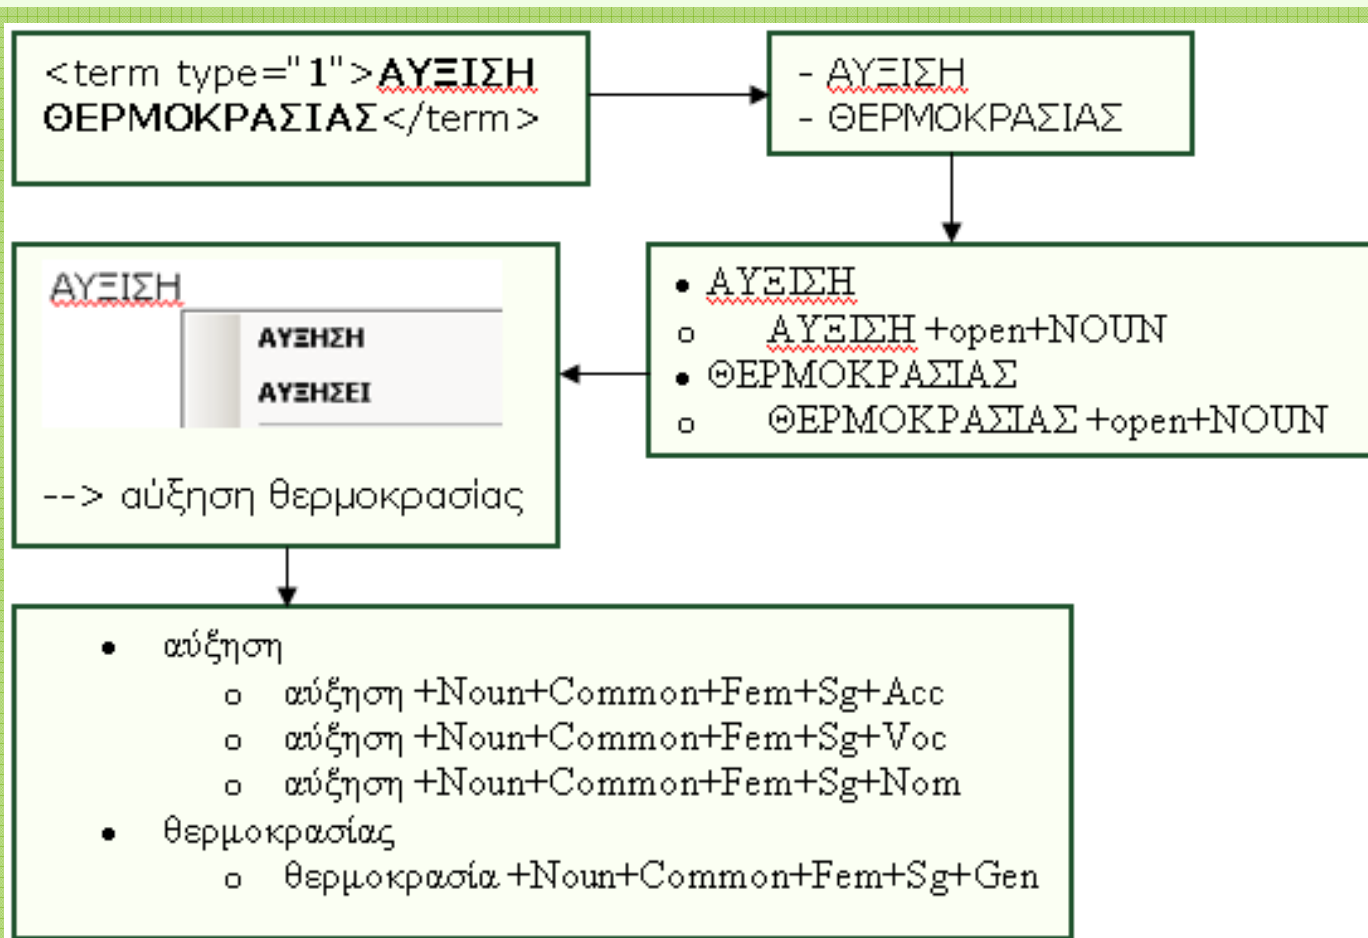 <term type="1">ΑΥΞΙΣΗ
ΘΕΡΜΟΚΡΑΣΙΑΣ</term>
- ΑΥΞΙΣΗ
- ΘΕΡΜΟΚΡΑΣΙΑΣ
• ΑΥΞΙΣΗ
o ΑΥΞΙΣΗ +open+NOUN
• ΘΕΡΜΟΚΡΑΣΙΑΣ
o ΘΕΡΜΟΚΡΑΣΙΑΣ +open+NOUN
ΑΥΞΙΣΗ
ΑΥΞΗΣΗ
ΑΥΞΗΣΕΙ
--> αύξηση θερμοκρασίας
• αύξηση
o αύξηση +Noun+Common+Fem+Sg+Acc
o αύξηση +Noun+Common+Fem+Sg+Voc
o αύξηση +Noun+Common+Fem+Sg+Nom
• θερμοκρασίας
o θερμοκρασία +Noun+Common+Fem+Sg+Gen